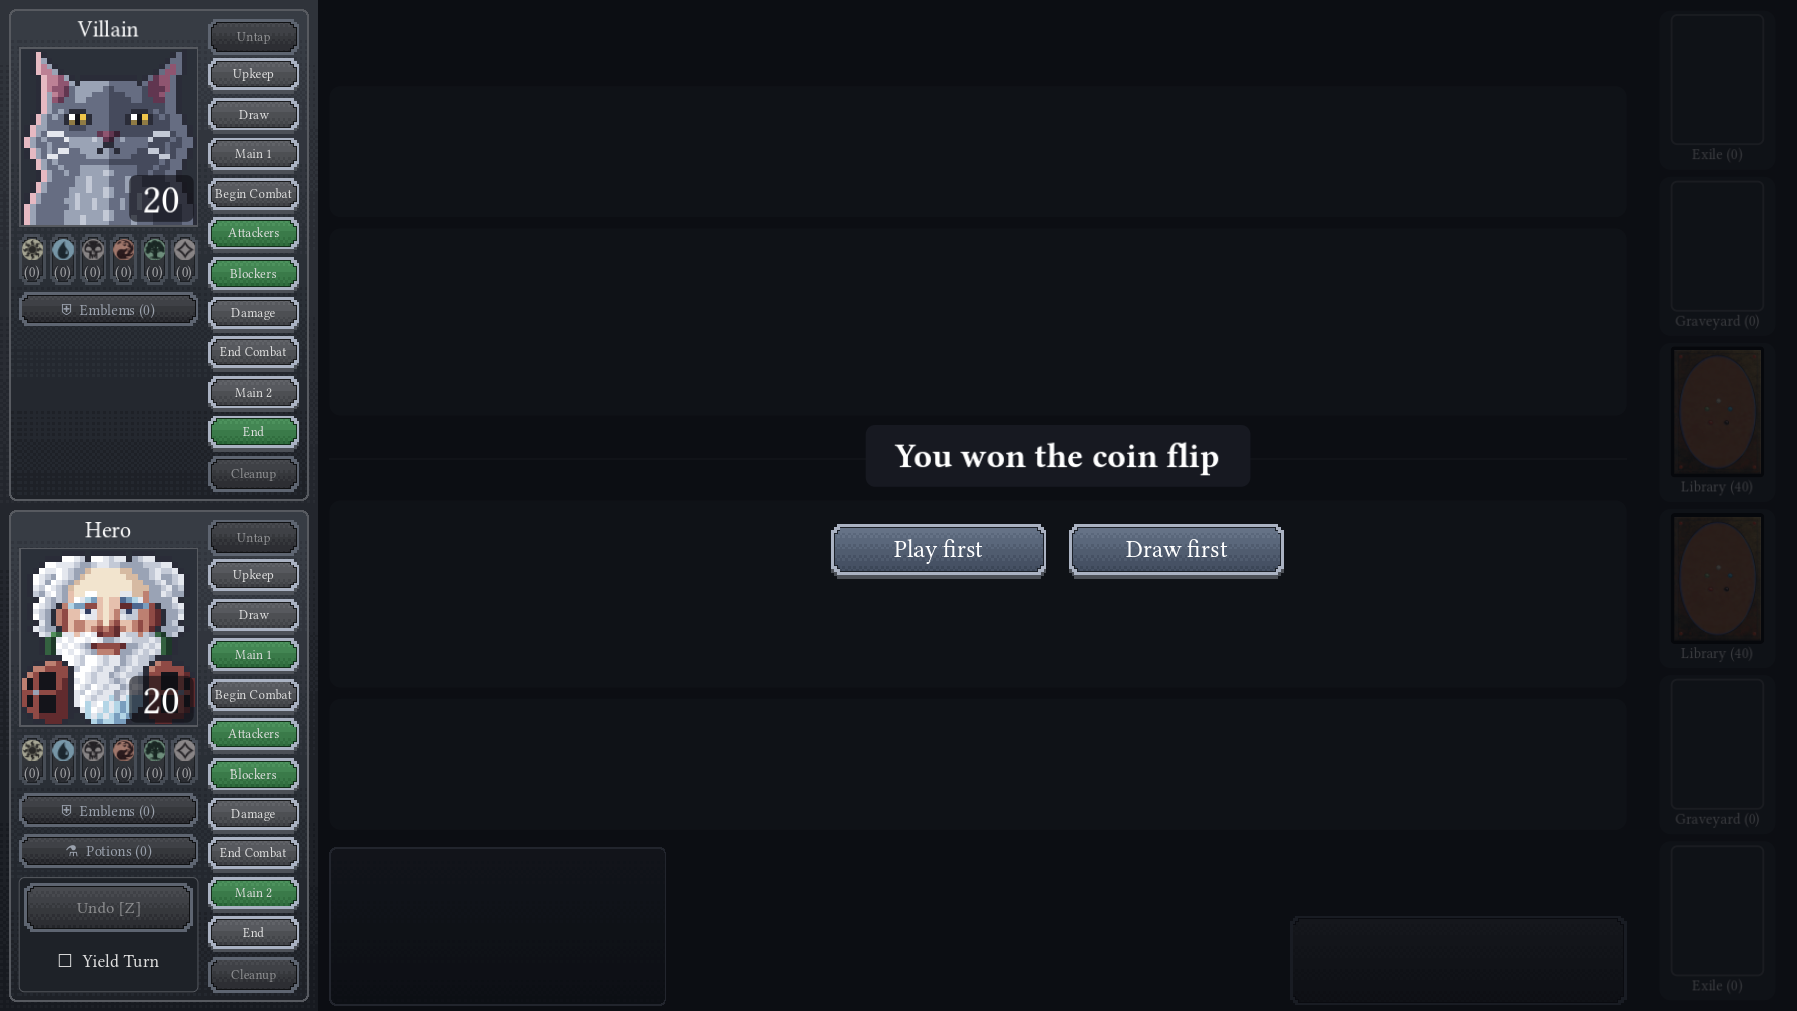 Villain
20
(0) (0) (0) (0) (0) (0)
⛨ Emblems (0)
Untap
Upkeep
Draw
Main 1
Begin Combat
Attackers
Blockers
Damage
End Combat
Main 2
End
Cleanup
Hero
20
(0) (0) (0) (0) (0) (0)
⛨ Emblems (0)
⚗ Potions (0)
Undo [Z]
☐ Yield Turn
Untap
Upkeep
Draw
Main 1
Begin Combat
Attackers
Blockers
Damage
End Combat
Main 2
End
Cleanup
You won the coin flip
Play first
Draw first
Exile (0)
Graveyard (0)
Library (40)
Library (40)
Graveyard (0)
Exile (0)